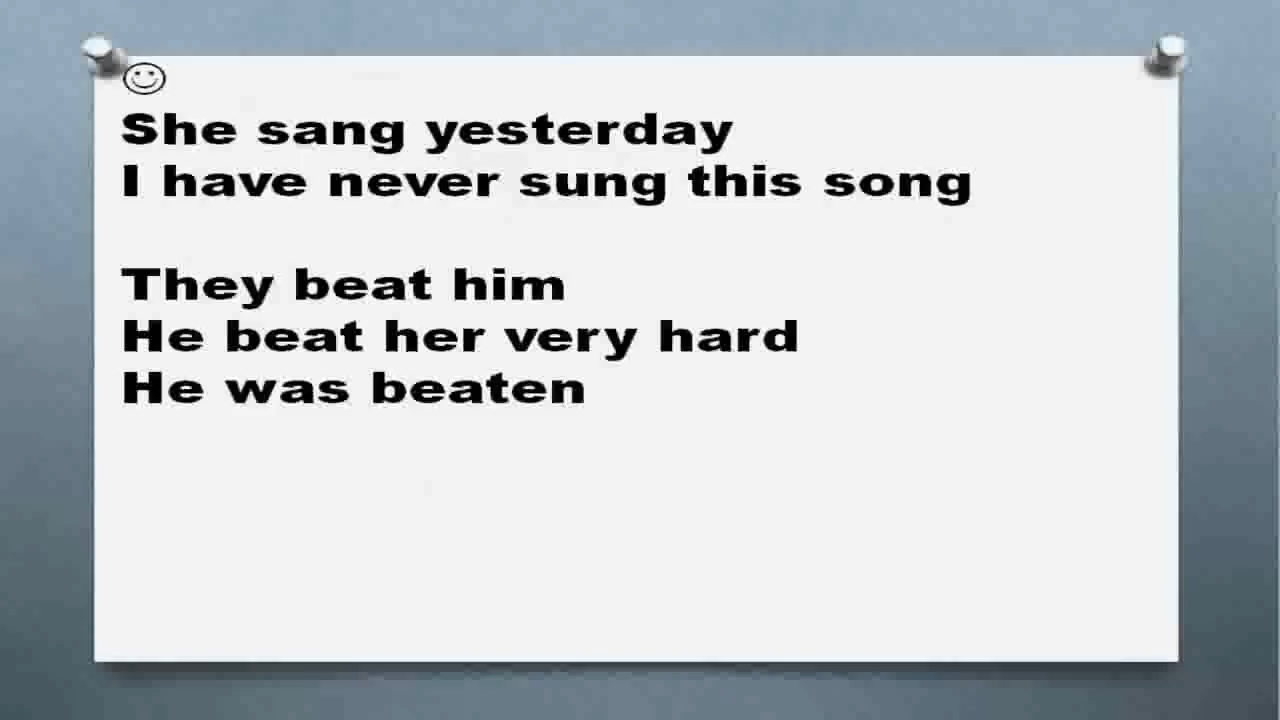 She sang yesterday
I have never sung this song
They beat him
He beat her very hard
He was beaten